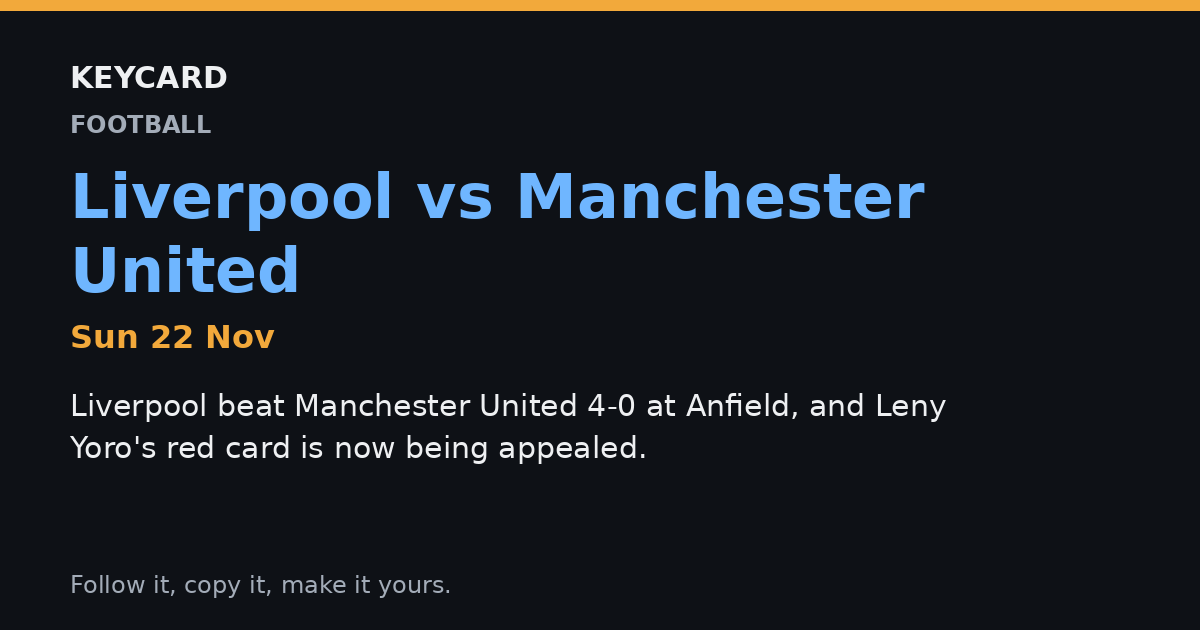 KEYCARD
FOOTBALL
Liverpool vs Manchester
United
Sun 22 Nov
Liverpool beat Manchester United 4-0 at Anfield, and Leny
Yoro's red card is now being appealed.
Follow it, copy it, make it yours.